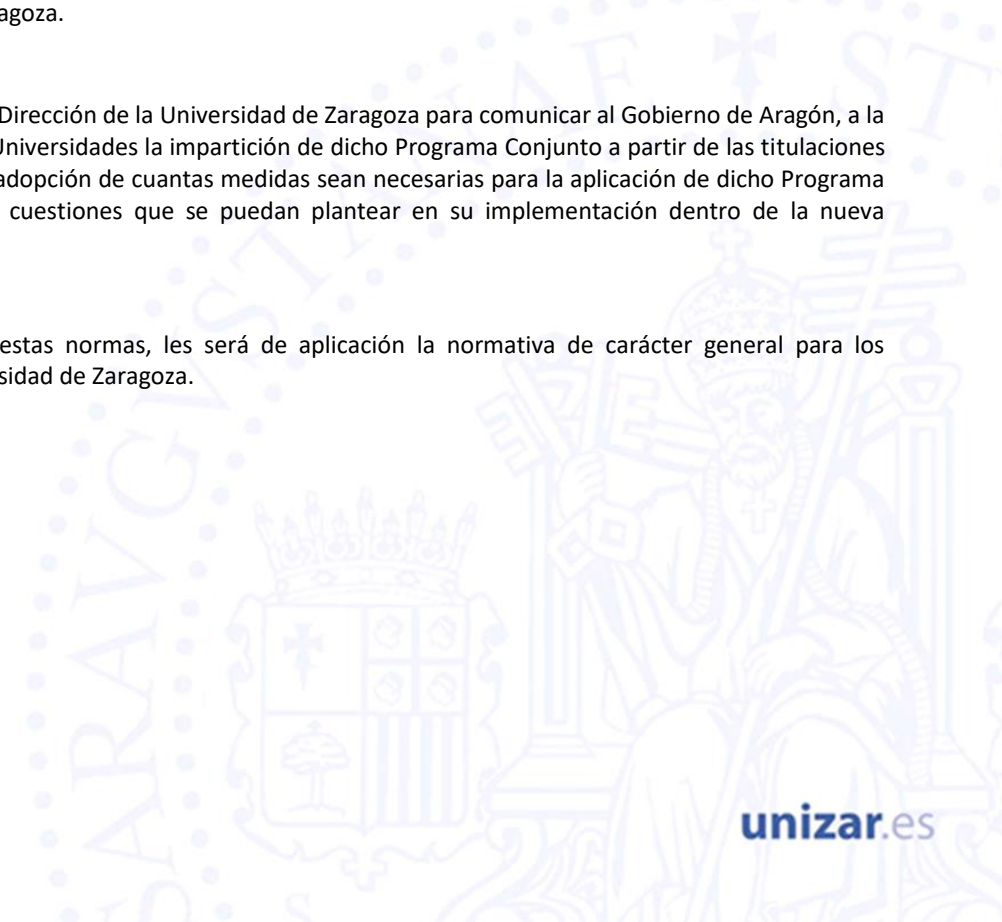 agoza.
Dirección de la Universidad de Zaragoza para comunicar al Gobierno de Aragón, a la
Universidades la impartición de dicho Programa Conjunto a partir de las titulaciones
adopción de cuantas medidas sean necesarias para la aplicación de dicho Programa
cuestiones que se puedan plantear en su implementación dentro de la nueva
estas normas, les será de aplicación la normativa de carácter general para los
sidad de Zaragoza.
unizar.es